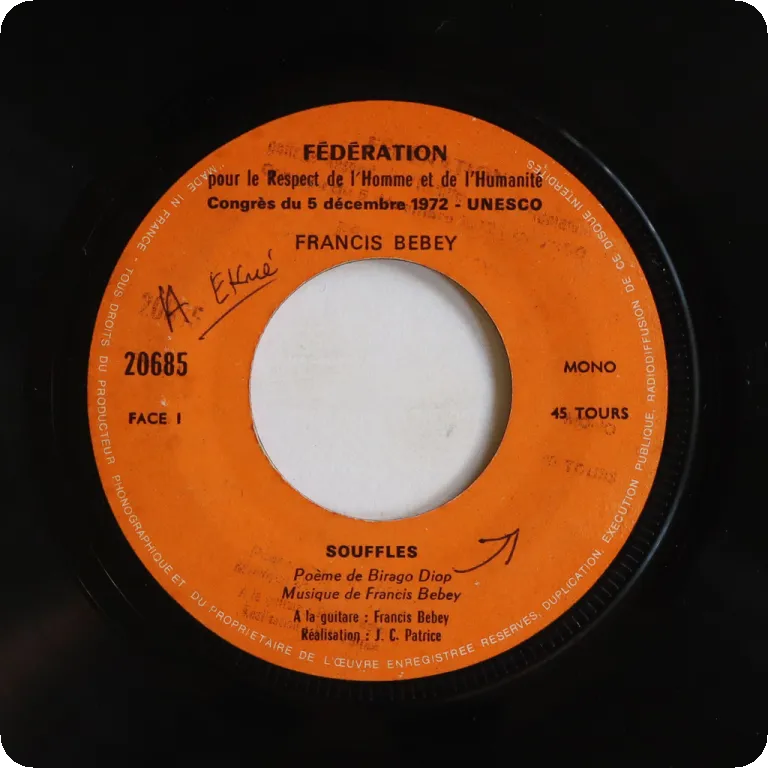 FÉDÉRATION
pour le Respect de l'Homme et de l'Humanité
Congrès du 5 décembre 1972 - UNESCO
FRANCIS BEBEY
A Ekué
20685
MONO
FACE 1
45 TOURS
SOUFFLES
Poème de Birago Diop
Musique de Francis Bebey
A la guitare : Francis Bebey
Réalisation : J. C. Patrice
MADE IN FRANCE - TOUS DROITS DU PRODUCTEUR PHONOGRAPHIQUE ET DU PROPRIETAIRE DE L'ŒUVRE ENREGISTREE RESERVES, DUPLICATION, EXECUTION PUBLIQUE, RADIODIFFUSION DE CE DISQUE INTERDITES